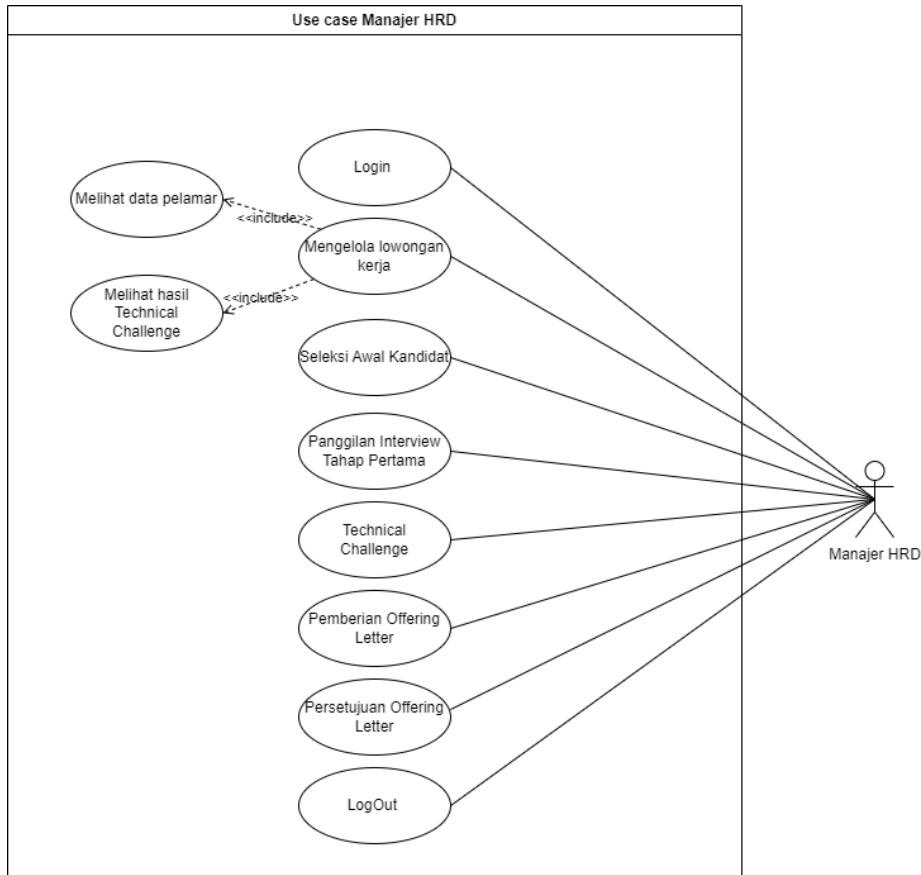 Use case Manajer HRD
Login
Melihat data pelamar
<<include>>
Mengelola lowongan
kerja
Melihat hasil
Technical
Challenge
<<include>>
Seleksi Awal Kandidat
Panggilan Interview
Tahap Pertama
Technical
Challenge
Manajer HRD
Pemberian Offering
Letter
Persetujuan Offering
Letter
LogOut